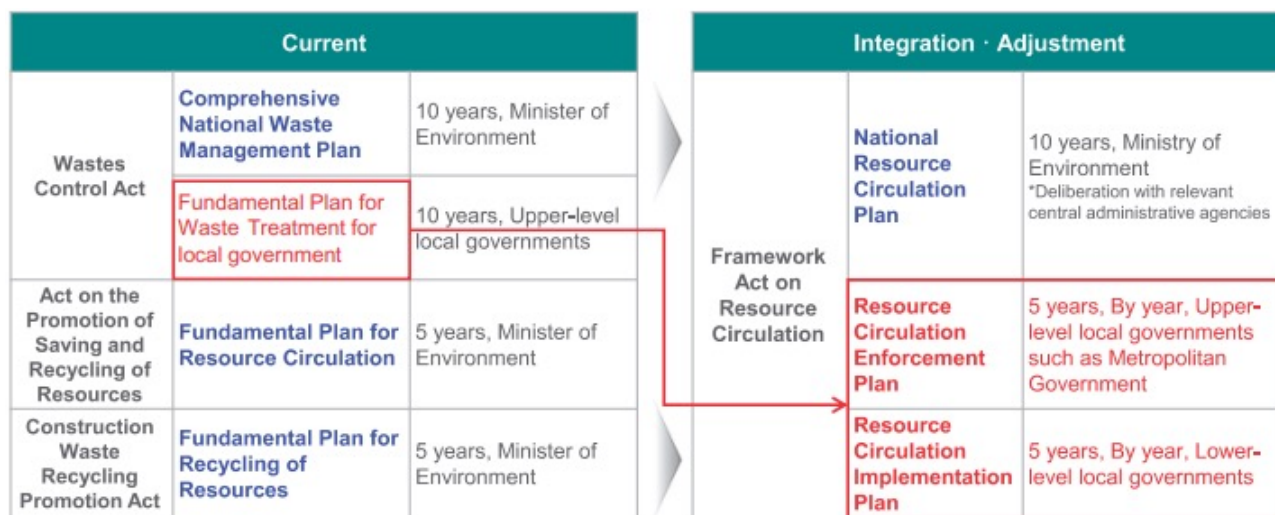 Current
Wastes
Control Act
Comprehensive
National Waste
Management Plan
10 years, Minister of
Environment
Fundamental Plan for
Waste Treatment for
local government
10 years, Upper-level
local governments
Act on the
Promotion of
Saving and
Recycling of
Resources
Fundamental Plan for
Resource Circulation
5 years, Minister of
Environment
Construction
Waste
Recycling
Promotion Act
Fundamental Plan for
Recycling of
Resources
5 years, Minister of
Environment
Integration · Adjustment
Framework
Act on
Resource
Circulation
National
Resource
Circulation
Plan
10 years, Ministry of
Environment
*Deliberation with relevant
central administrative agencies
Resource
Circulation
Enforcement
Plan
5 years, By year, Upper-
level local governments
such as Metropolitan
Government
Resource
Circulation
Implementation
Plan
5 years, By year, Lower-
level local governments